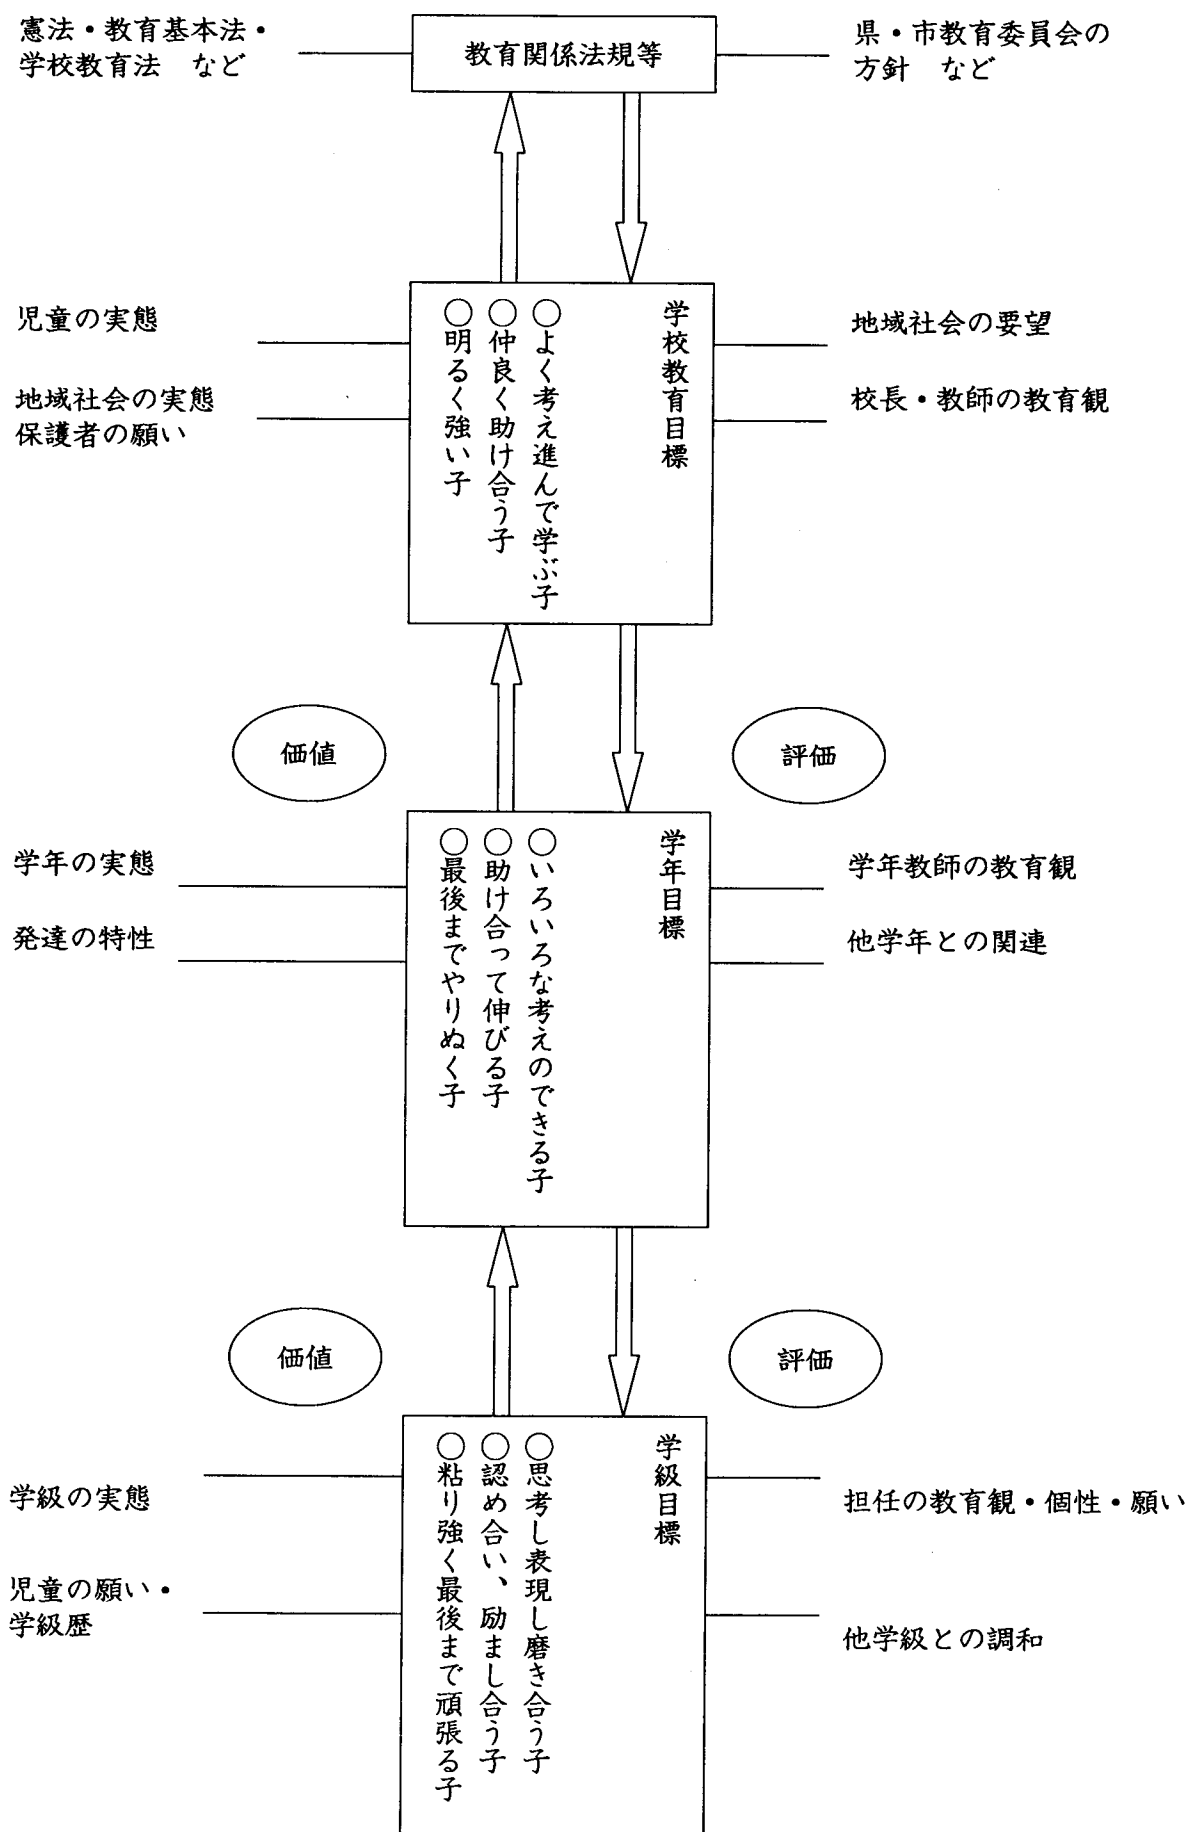 憲法・教育基本法・
学校教育法　など
教育関係法規等
県・市教育委員会の
方針　など
児童の実態
地域社会の実態
保護者の願い
学校教育目標
○よく考え進んで学ぶ子
○仲良く助け合う子
○明るく強い子
地域社会の要望
校長・教師の教育観
価値
評価
学年の実態
発達の特性
学年目標
○いろいろな考えのできる子
○助け合って伸びる子
○最後までやりぬく子
学年教師の教育観
他学年との関連
価値
評価
学級の実態
児童の願い・
学級歴
学級目標
○思考し表現し磨き合う子
○認め合い、励まし合う子
○粘り強く最後まで頑張る子
担任の教育観・個性・願い
他学級との調和